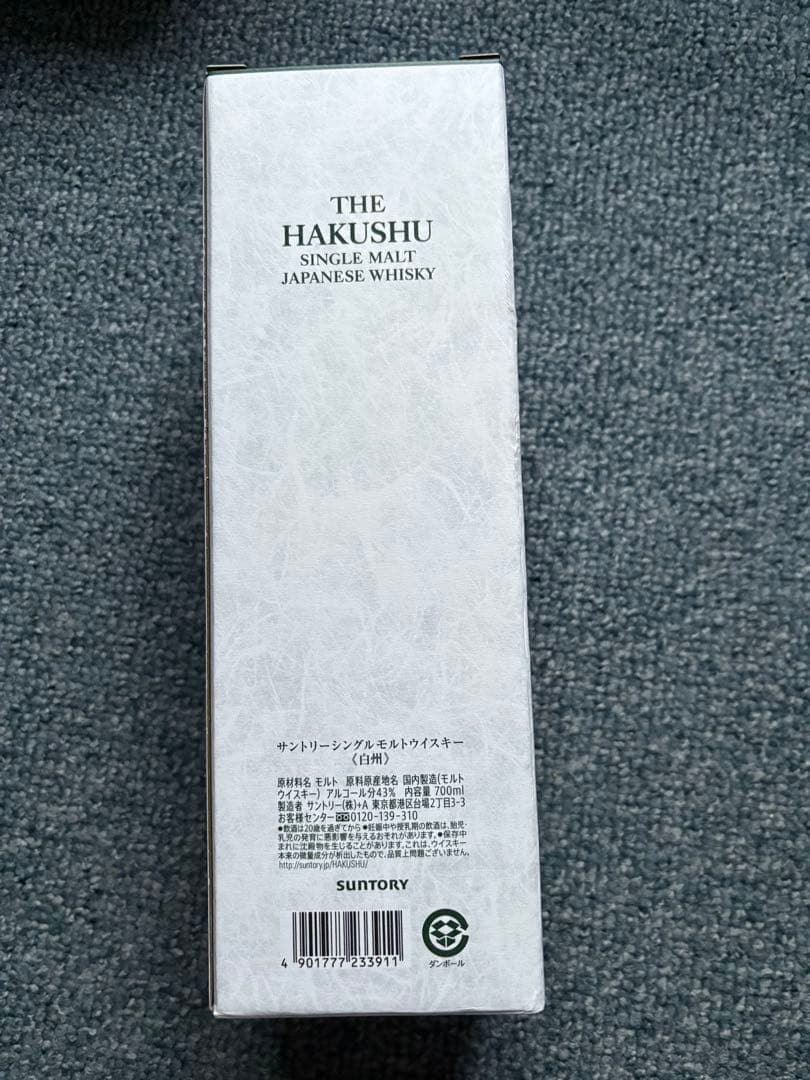 THE
HAKUSHU
SINGLE MALT
JAPANESE WHISKY
サントリーシングルモルトウイスキー
《白州》
原材料名 モルト 原料原産地名 国内製造(モルト
ウイスキー) アルコール分43% 内容量 700ml
製造者 サントリー(株)+A 東京都港区台場2丁目3-3
お客様センター 0120-139-310
●飲酒は20歳を過ぎてから ●妊娠中や授乳期の飲酒は、胎児・
乳児の発育に悪影響を与えるおそれがあります。●保存中
まれに沈殿物を生じることがあります。これは、ウイスキー
本来の微量成分が析出したもので、品質上問題ございません。
http://suntory.jp/HAKUSHU/
SUNTORY
4 901777 233911
ダンボール